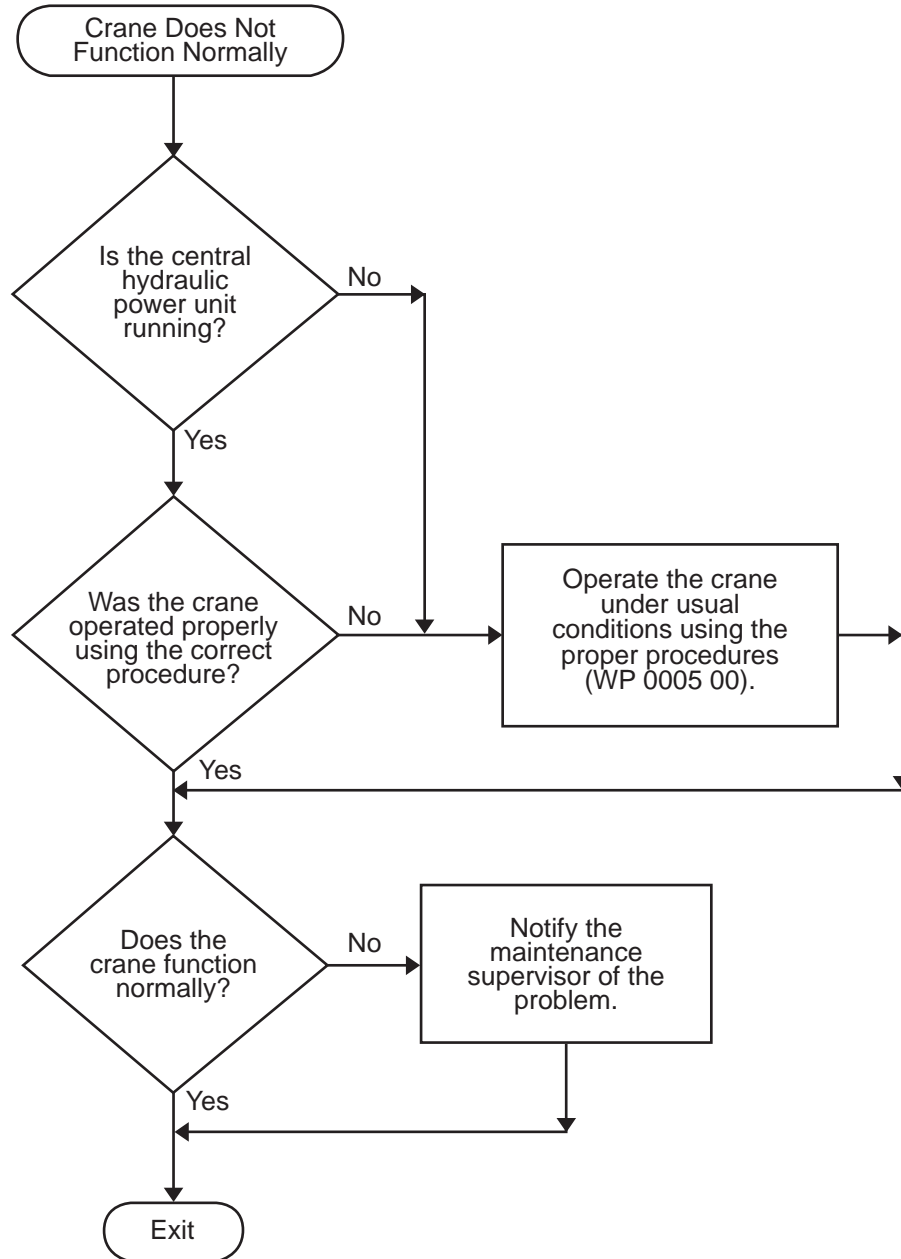 Crane Does Not
Function Normally
Is the central
hydraulic
power unit
running?
No
Yes
Was the crane
operated properly
using the correct
procedure?
No
Operate the crane
under usual
conditions using the
proper procedures
(WP 0005 00).
Yes
Does the
crane function
normally?
No
Notify the
maintenance
supervisor of the
problem.
Yes
Exit